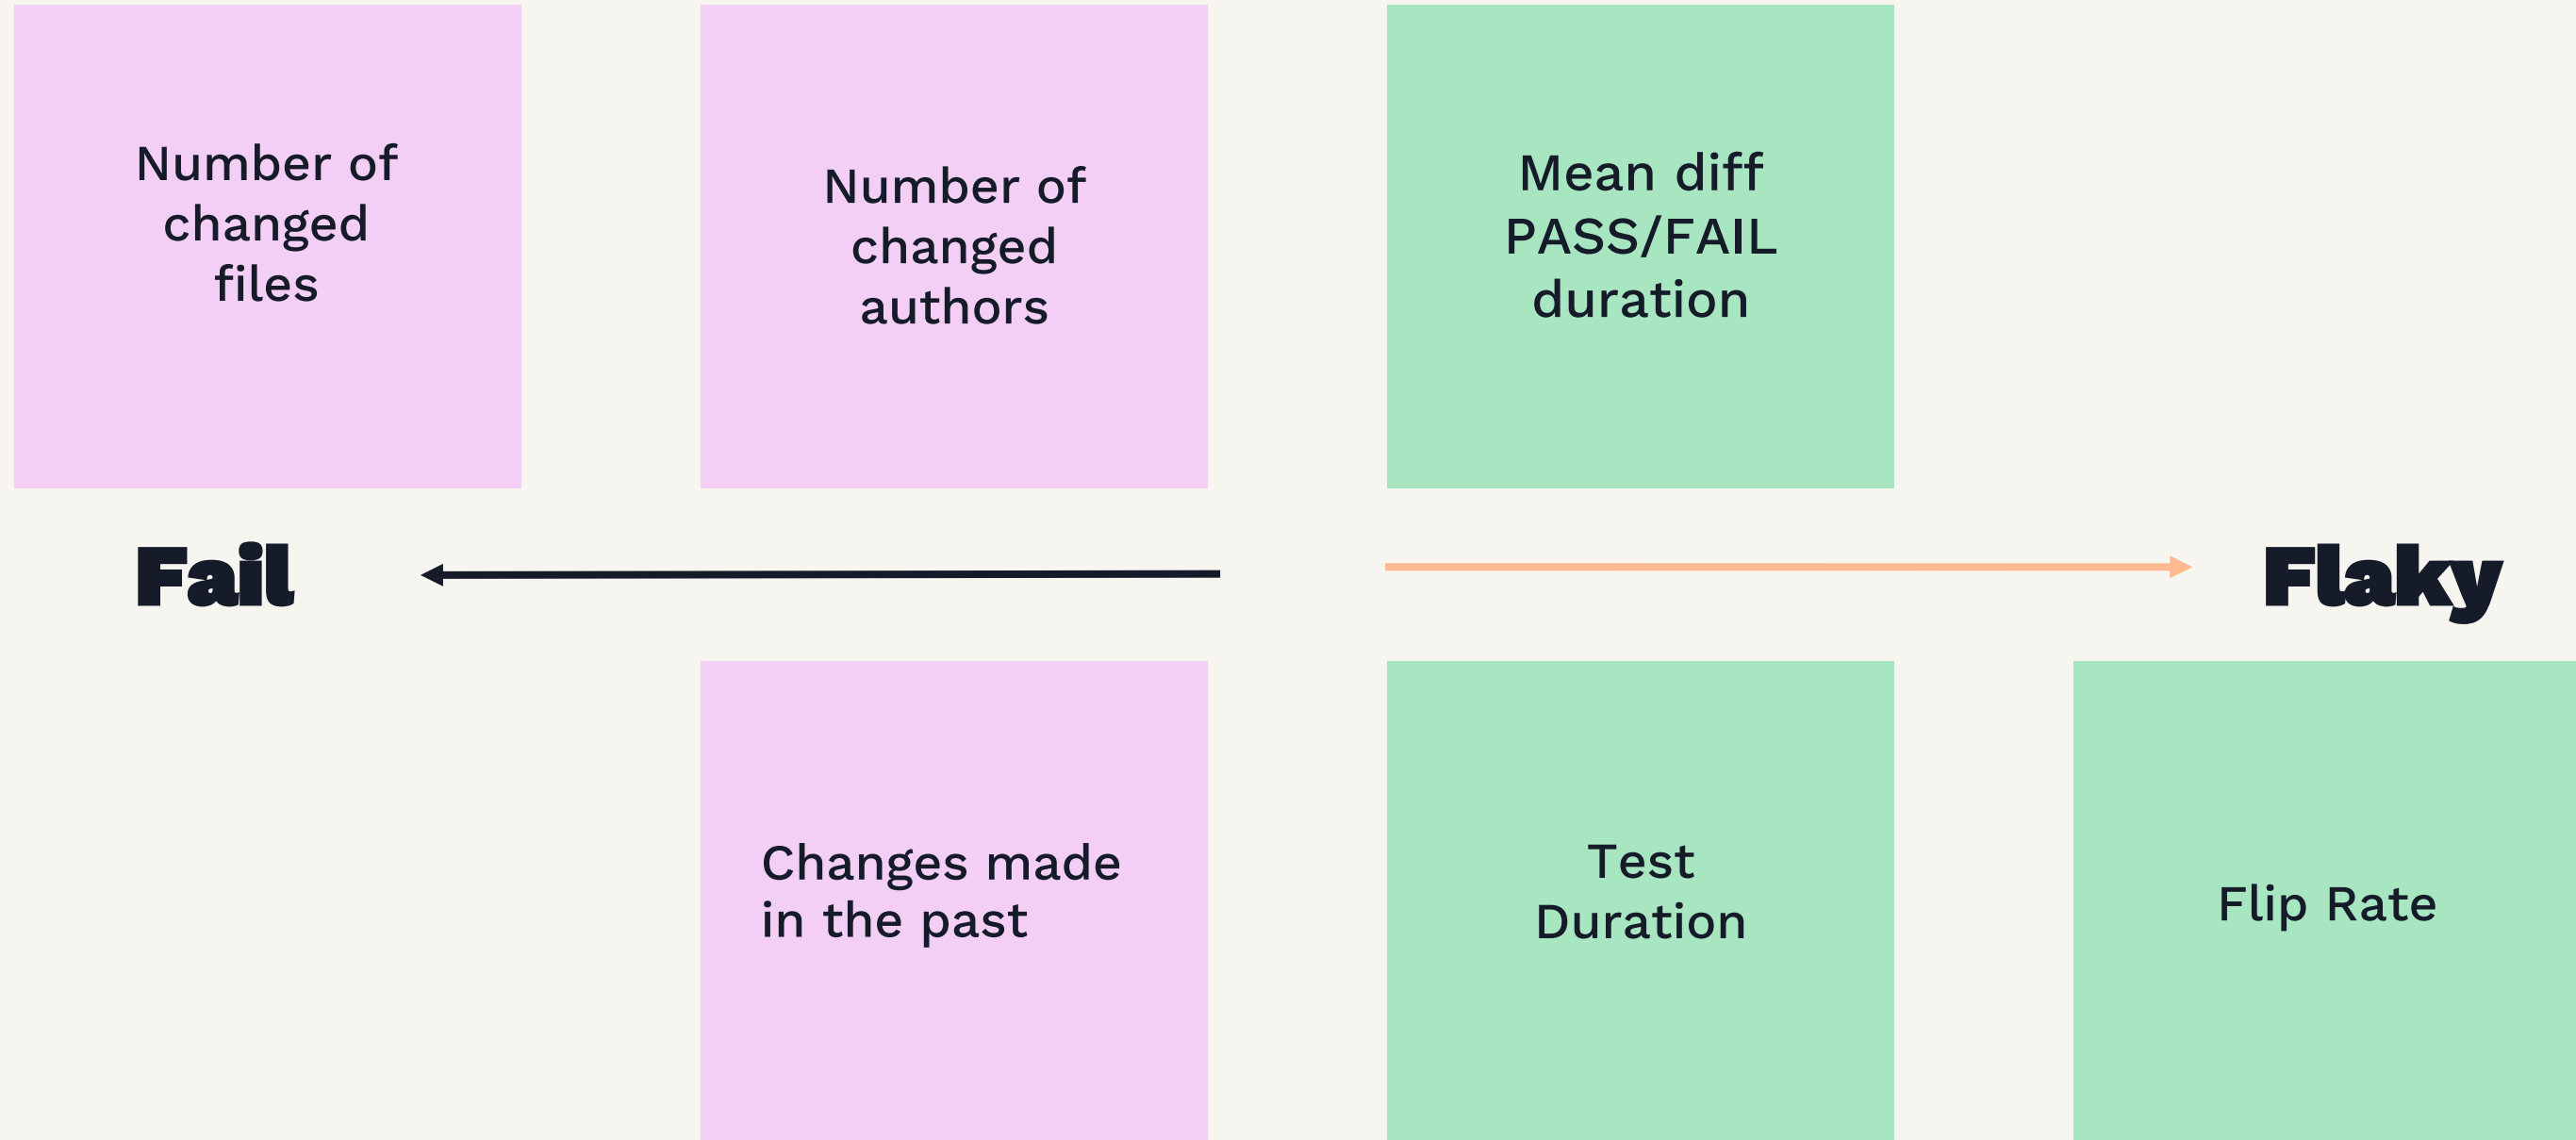 Number of
changed
files
Number of
changed
authors
Mean diff
PASS/FAIL
duration
Fail
Flaky
Changes made
in the past
Test
Duration
Flip Rate